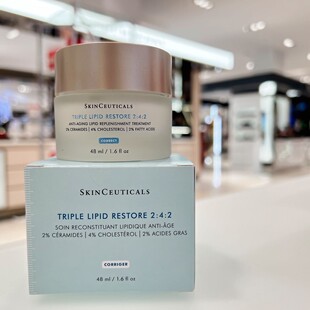 SKINCEUTICALS
TRIPLE LIPID RESTORE 2:4:2
ANTI-AGING LIPID REPLENISHMENT TREATMENT
2% CERAMIDES | 4% CHOLESTEROL | 2% FATTY ACIDS
CORRECT
48 ml / 1.6 fl oz
SKINCEUTICALS
TRIPLE LIPID RESTORE 2:4:2
SOIN RECONSTITUANT LIPIDIQUE ANTI-ÂGE
2% CÉRAMIDES | 4% CHOLESTÉROL | 2% ACIDES GRAS
CORRIGER
48 ml / 1.6 fl oz